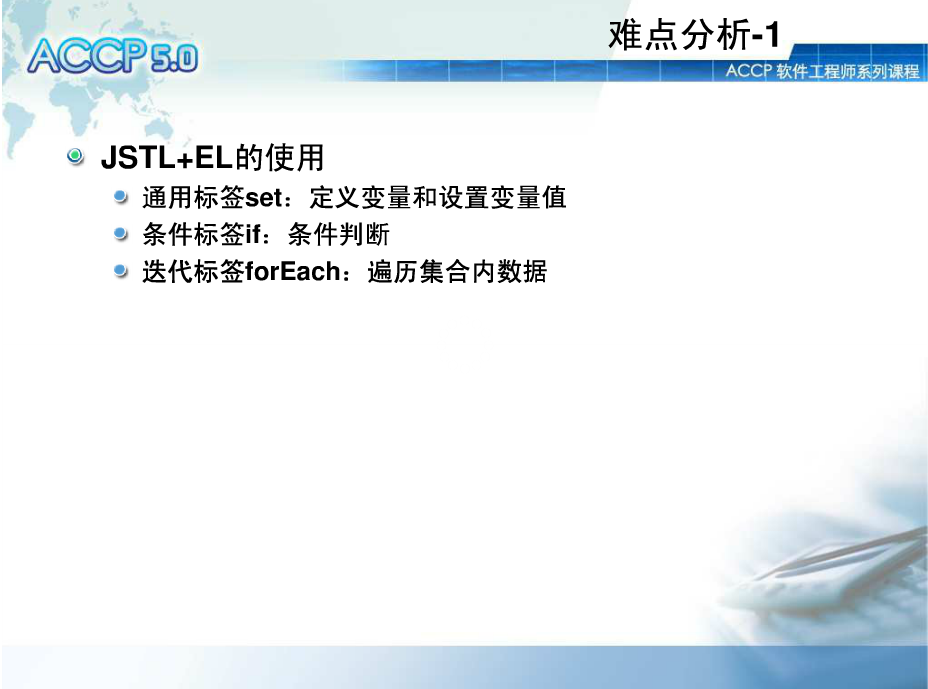 难点分析-1
ACCP 5.0
ACCP 软件工程师系列课程
JSTL+EL的使用
通用标签set：定义变量和设置变量值
条件标签if：条件判断
迭代标签forEach：遍历集合内数据